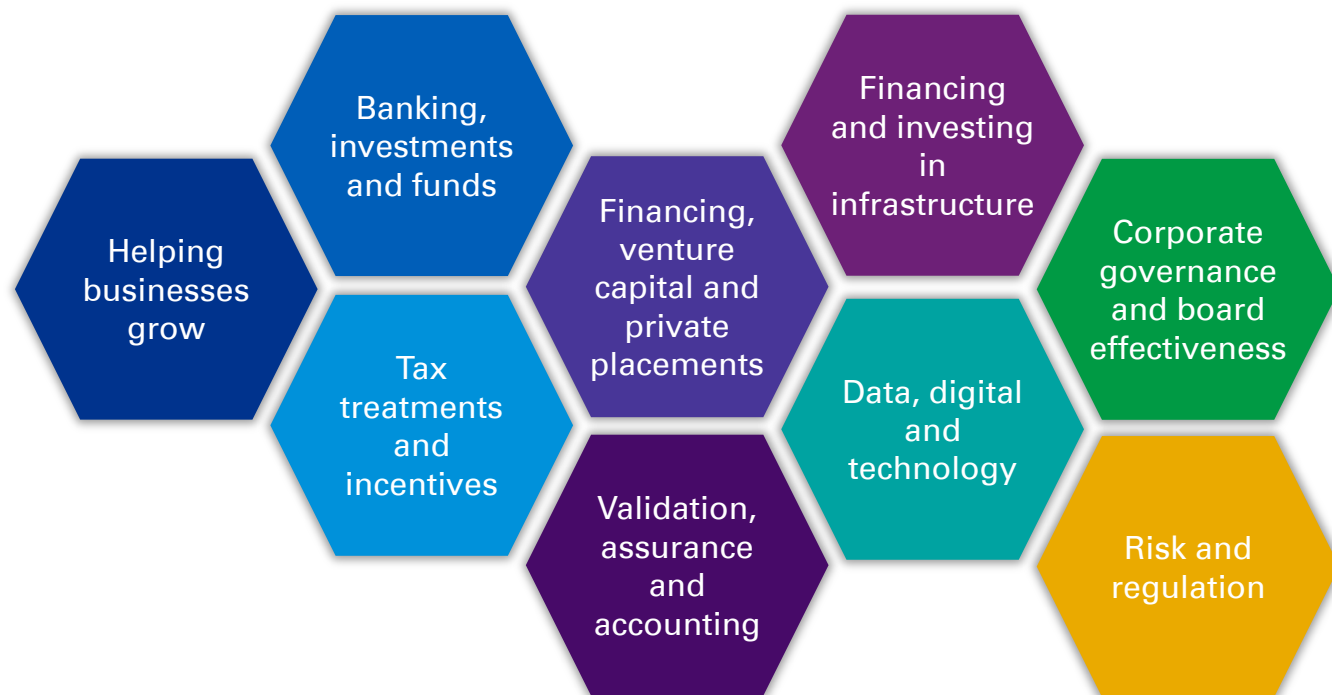 Helping
businesses
grow
Banking,
investments
and funds
Tax
treatments
and
incentives
Financing,
venture
capital and
private
placements
Validation,
assurance
and
accounting
Financing
and investing
in
infrastructure
Data, digital
and
technology
Corporate
governance
and board
effectiveness
Risk and
regulation